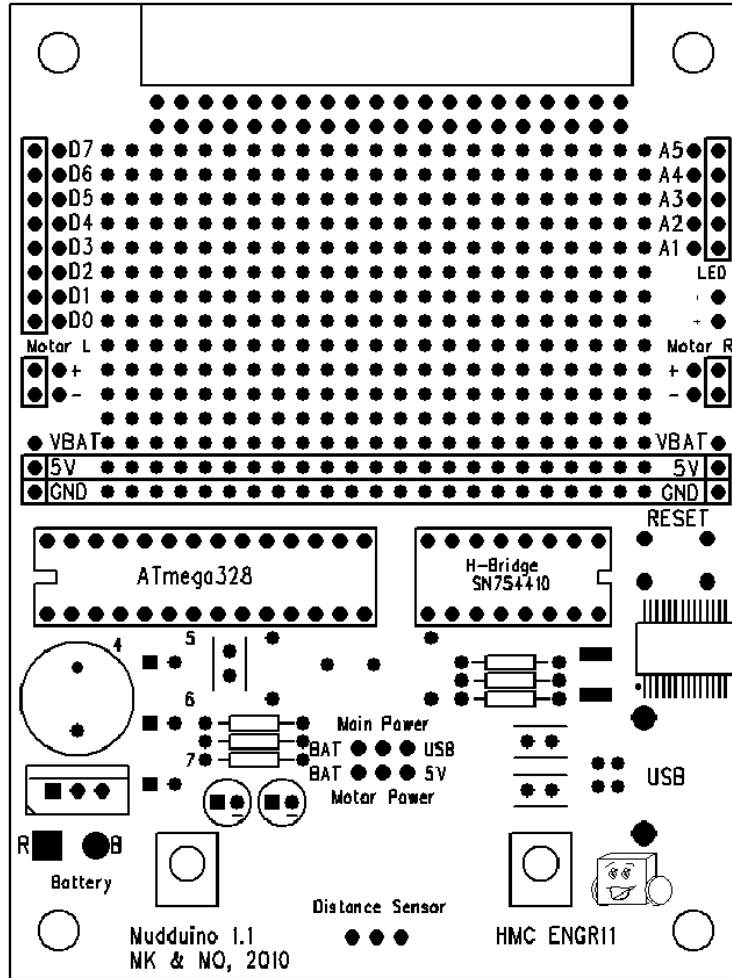 D7
D6
D5
D4
D3
D2
D1
D0
A5
A4
A3
A2
A1
LED
-
+
Motor L
+
-
Motor R
+
-
VBAT
5V
GND
VBAT
5V
GND
RESET
ATmega328
H-Bridge
SN754410
4
5
6
7
Main Power
BAT
USB
BAT
5V
Motor Power
USB
R
B
Battery
Distance Sensor
Mudduino 1.1
MK & NO, 2010
HMC ENGR11